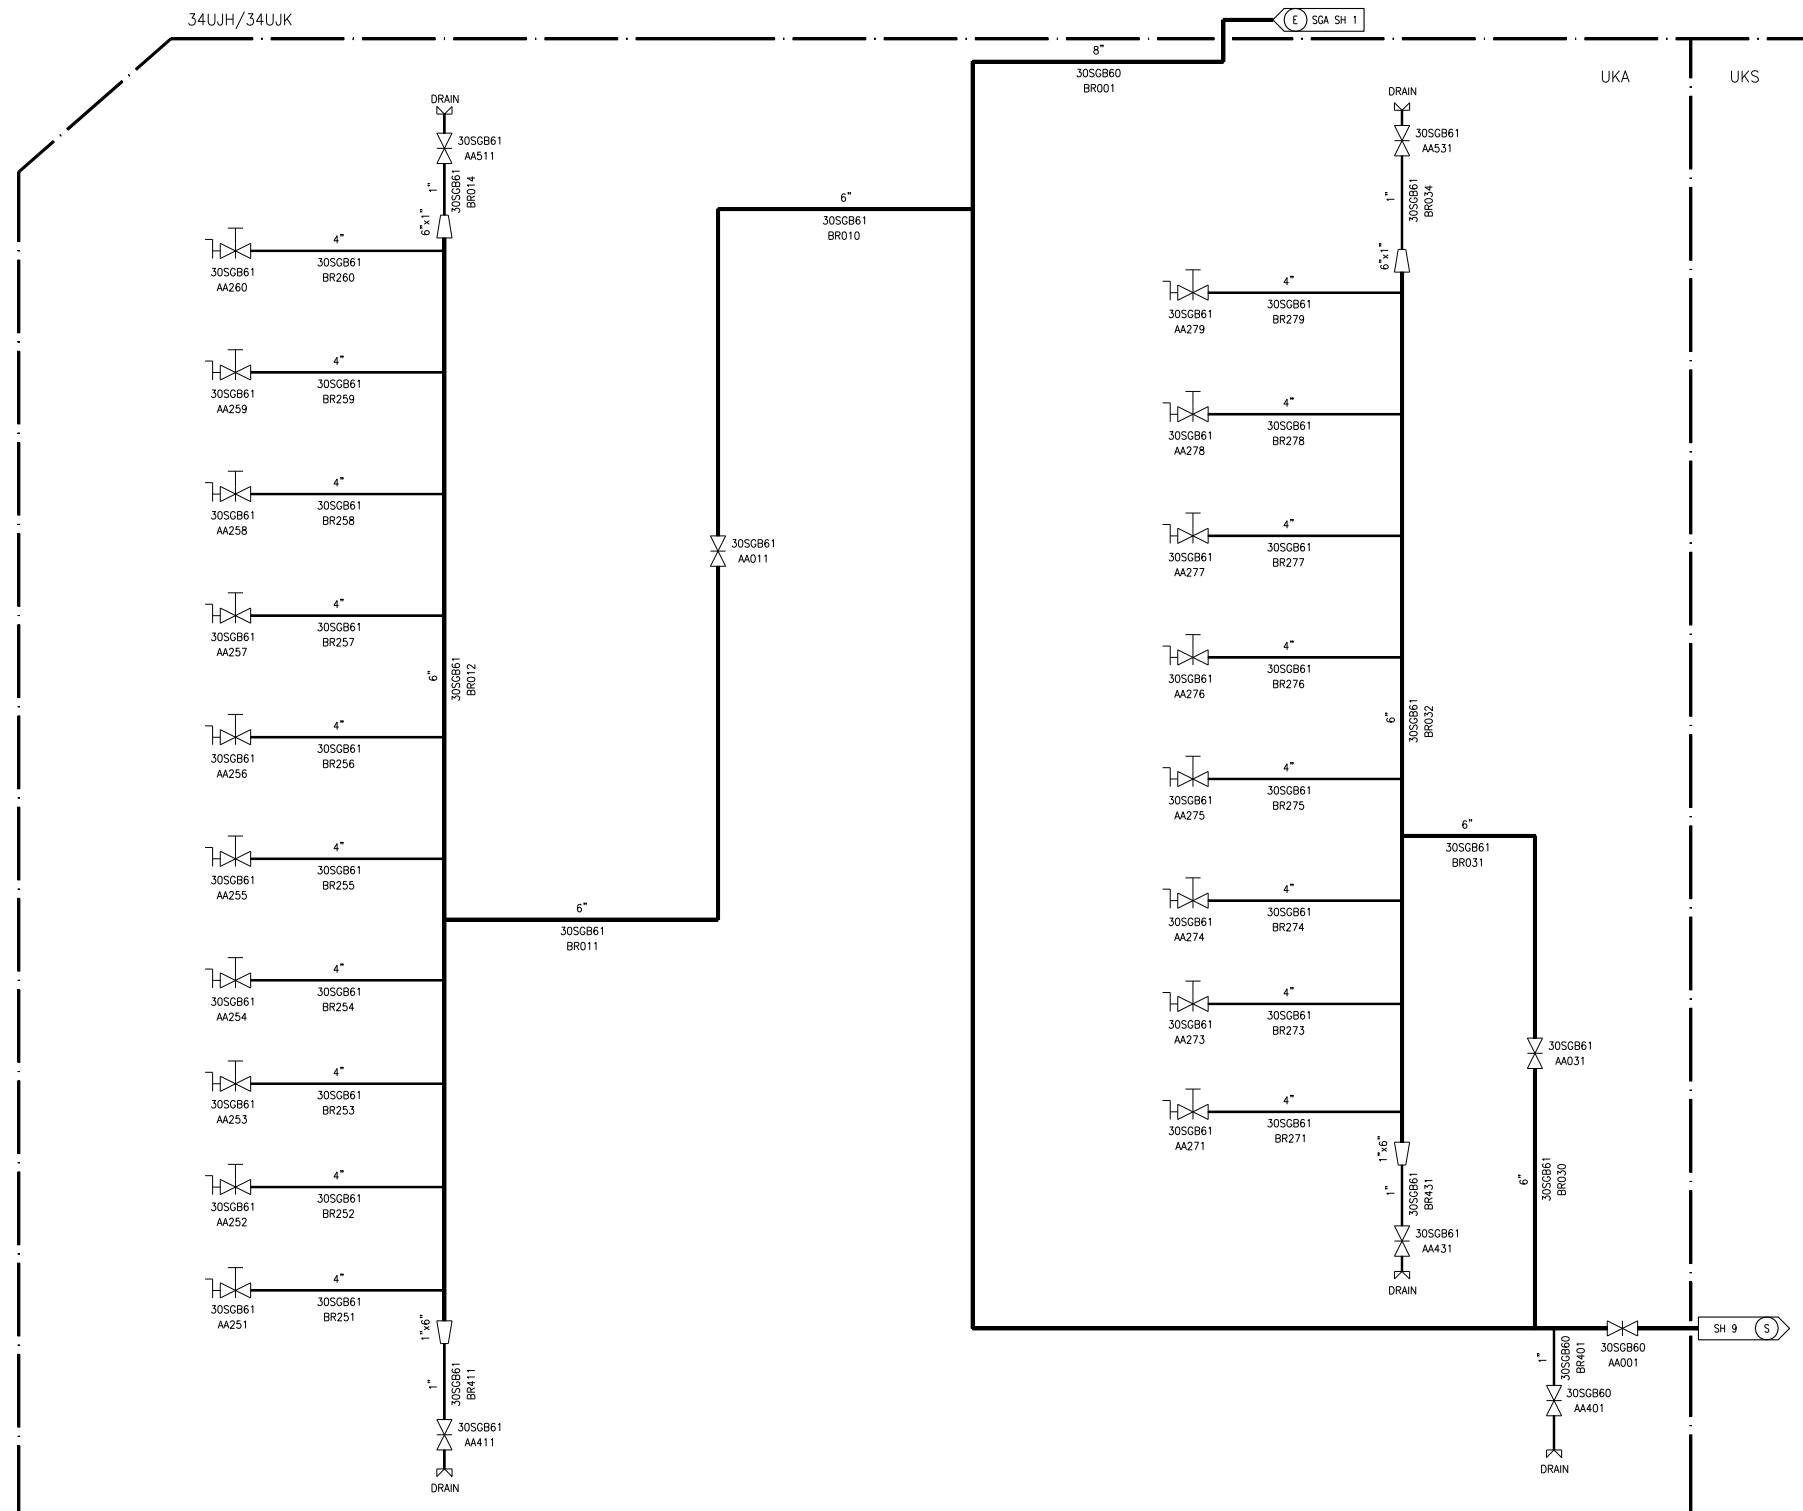 34UJH/34UJK
E SGA SH 1
8"
30SGB60
BR001
UKA
UKS
DRAIN
30SGB61
AA511
1"
30SGB61
BR014
6"x1"
4"
30SGB61
BR260
30SGB61
AA260
4"
30SGB61
BR259
30SGB61
AA259
4"
30SGB61
BR258
30SGB61
AA258
4"
30SGB61
BR257
30SGB61
AA257
6"
30SGB61
BR012
4"
30SGB61
BR256
30SGB61
AA256
4"
30SGB61
BR255
30SGB61
AA255
6"
30SGB61
BR011
4"
30SGB61
BR254
30SGB61
AA254
4"
30SGB61
BR253
30SGB61
AA253
4"
30SGB61
BR252
30SGB61
AA252
4"
30SGB61
BR251
30SGB61
AA251
1"x6"
1"
30SGB61
BR411
30SGB61
AA411
DRAIN
6"
30SGB61
BR010
30SGB61
AA011
DRAIN
30SGB61
AA531
1"
30SGB61
BR034
6"x1"
4"
30SGB61
BR279
30SGB61
AA279
4"
30SGB61
BR278
30SGB61
AA278
4"
30SGB61
BR277
30SGB61
AA277
4"
30SGB61
BR276
30SGB61
AA276
6"
30SGB61
BR032
4"
30SGB61
BR275
30SGB61
AA275
6"
30SGB61
BR031
4"
30SGB61
BR274
30SGB61
AA274
4"
30SGB61
BR273
30SGB61
AA273
30SGB61
AA031
4"
30SGB61
BR271
30SGB61
AA271
1"x6"
1"
30SGB61
BR431
30SGB61
AA431
DRAIN
6"
30SGB61
BR030
SH 9 S
30SGB60
AA001
1"
30SGB60
BR401
30SGB60
AA401
DRAIN